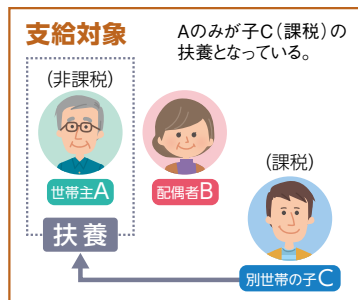 支給対象
Aのみが子C(課税)の
扶養となっている。
(非課税)
世帯主A
配偶者B
(課税)
扶養
別世帯の子C